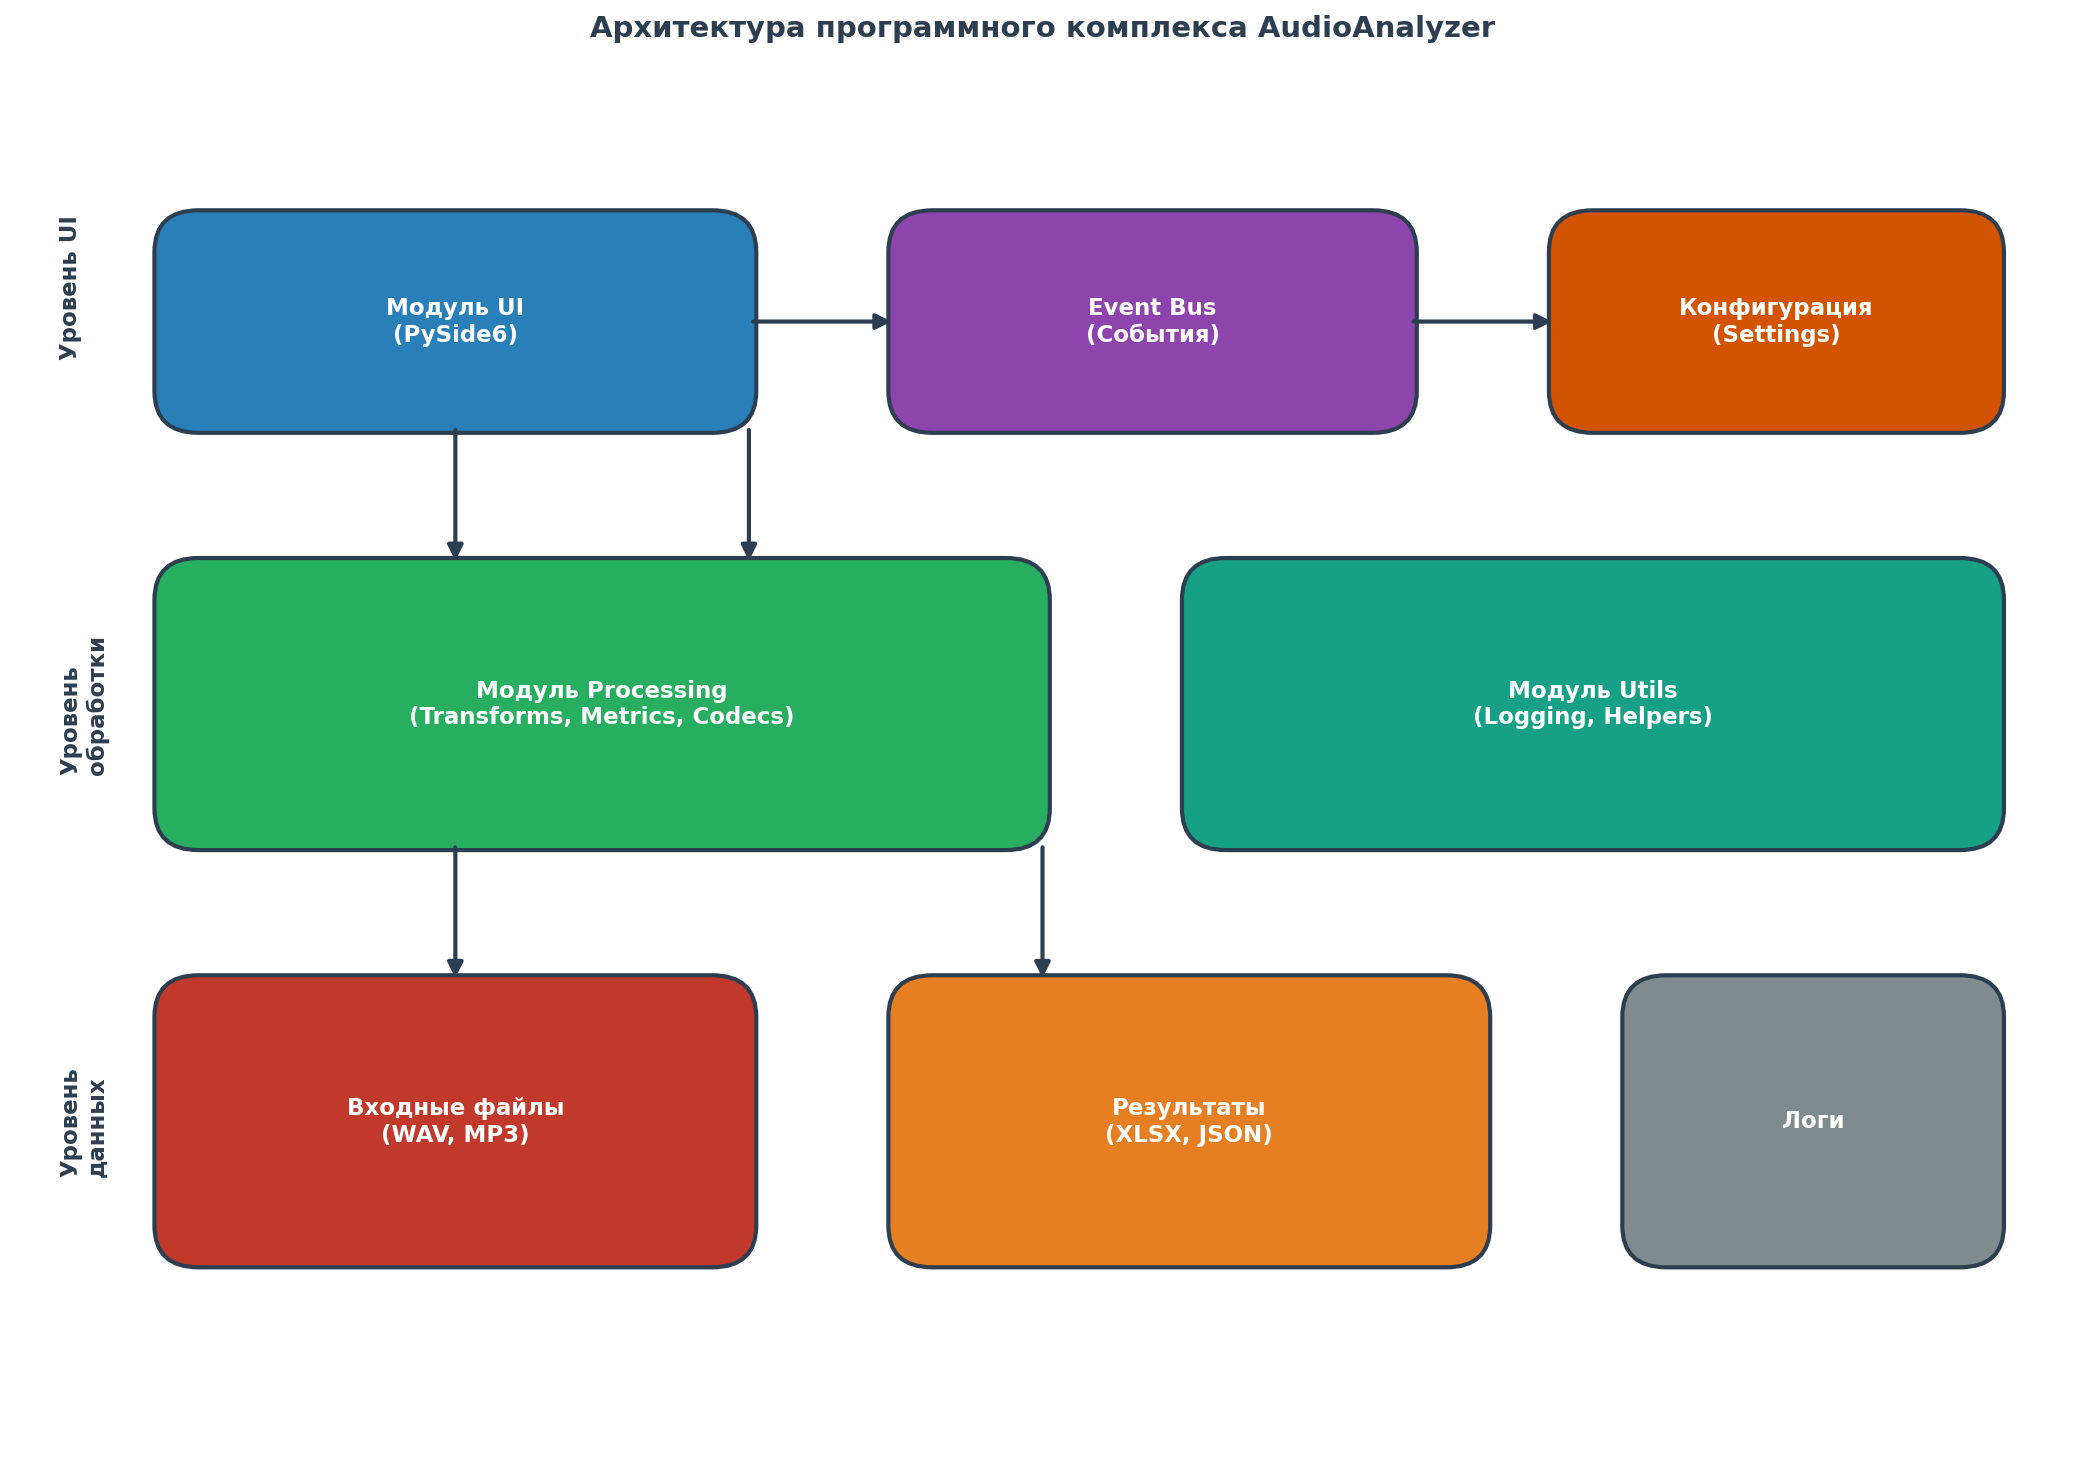 Архитектура программного комплекса AudioAnalyzer
Уровень UI
Модуль UI
(PySide6)
Event Bus
(События)
Конфигурация
(Settings)
Уровень
обработки
Модуль Processing
(Transforms, Metrics, Codecs)
Модуль Utils
(Logging, Helpers)
Уровень
данных
Входные файлы
(WAV, MP3)
Результаты
(XLSX, JSON)
Логи